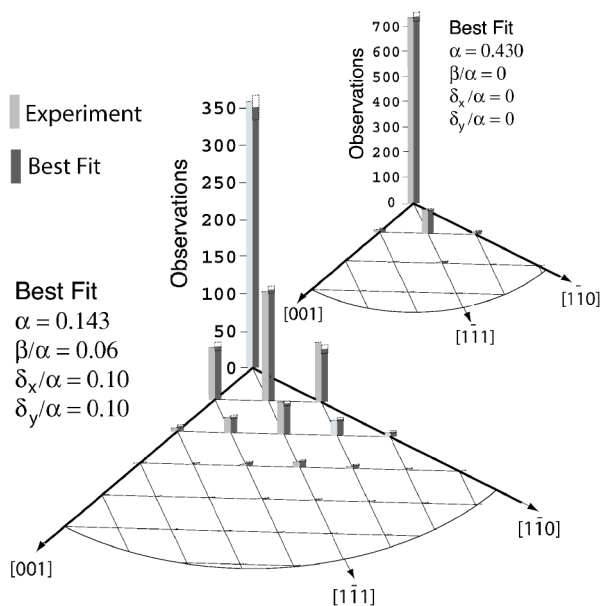 Experiment
Best Fit
Observations
350
300
250
200
150
100
50
0
Best Fit
α = 0.143
β/α = 0.06
δx/α = 0.10
δy/α = 0.10
[001]
[11̄1]
[11̄0]
Observations
700
600
500
400
300
200
100
0
Best Fit
α = 0.430
β/α = 0
δx/α = 0
δy/α = 0
[001]
[1̄11]
[1̄10]